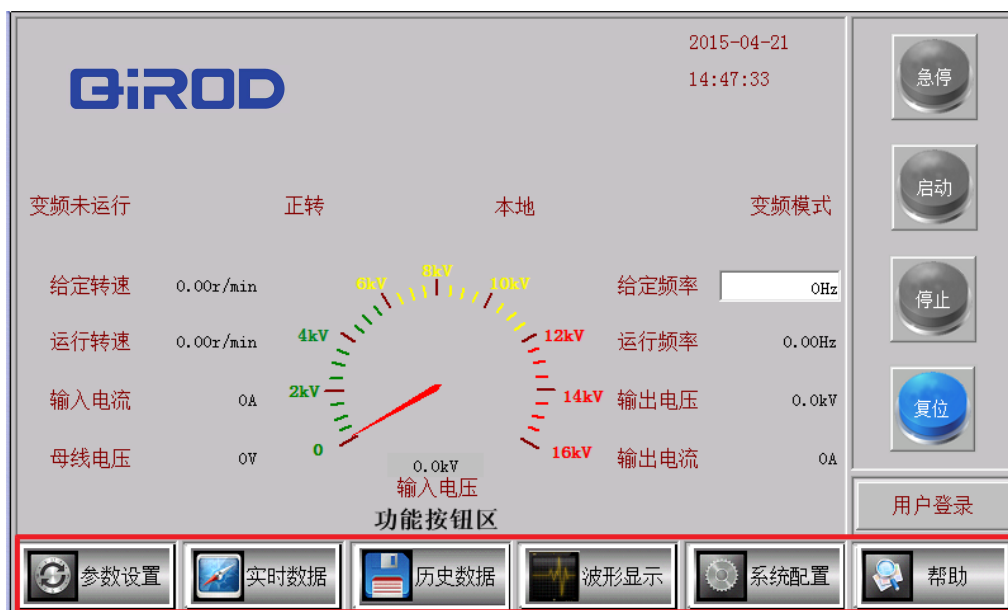 QiROD
2015-04-21
14:47:33
急停
启动
变频未运行 正转 本地 变频模式
给定转速 0.00r/min
运行转速 0.00r/min
输入电流 0A
母线电压 0V
0
2kV
4kV
6kV
8kV
10kV
12kV
14kV
16kV
0.0kV
输入电压
给定频率 0Hz
运行频率 0.00Hz
输出电压 0.0kV
输出电流 0A
停止
复位
用户登录
功能按钮区
参数设置 实时数据 历史数据 波形显示 系统配置 帮助